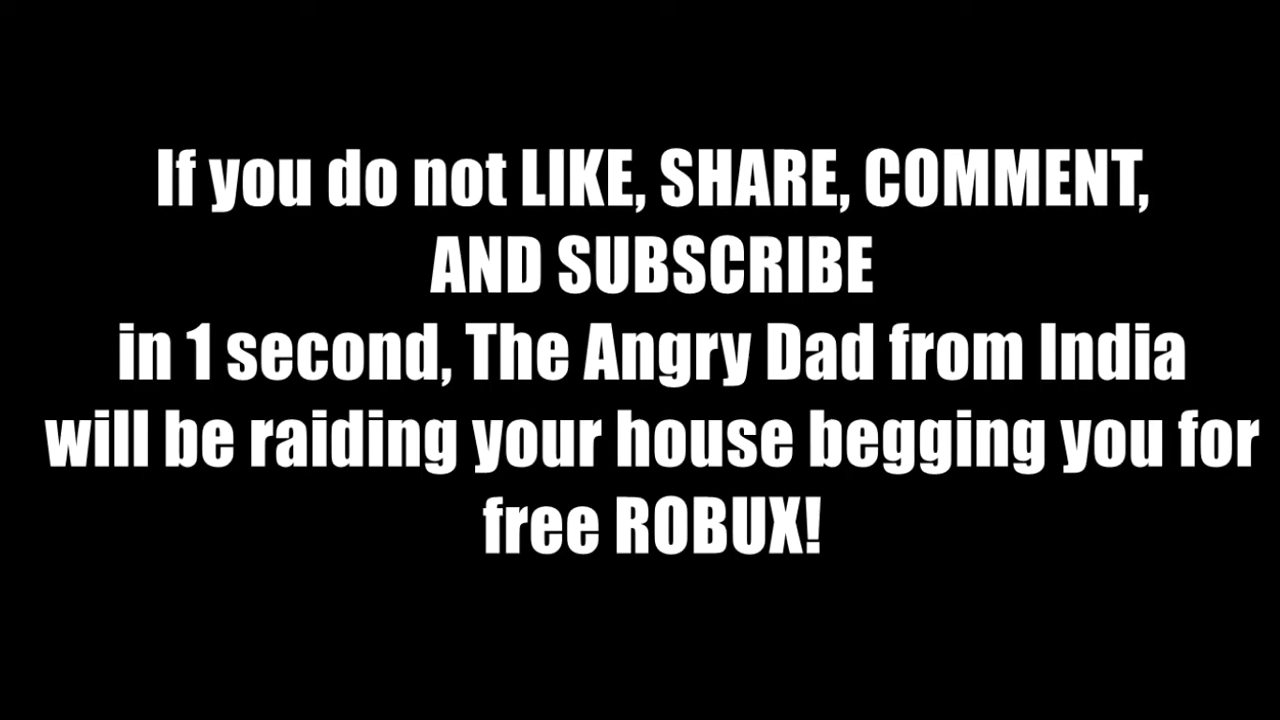 If you do not LIKE, SHARE, COMMENT,
AND SUBSCRIBE
in 1 second, The Angry Dad from India
will be raiding your house begging you for
free ROBUX!